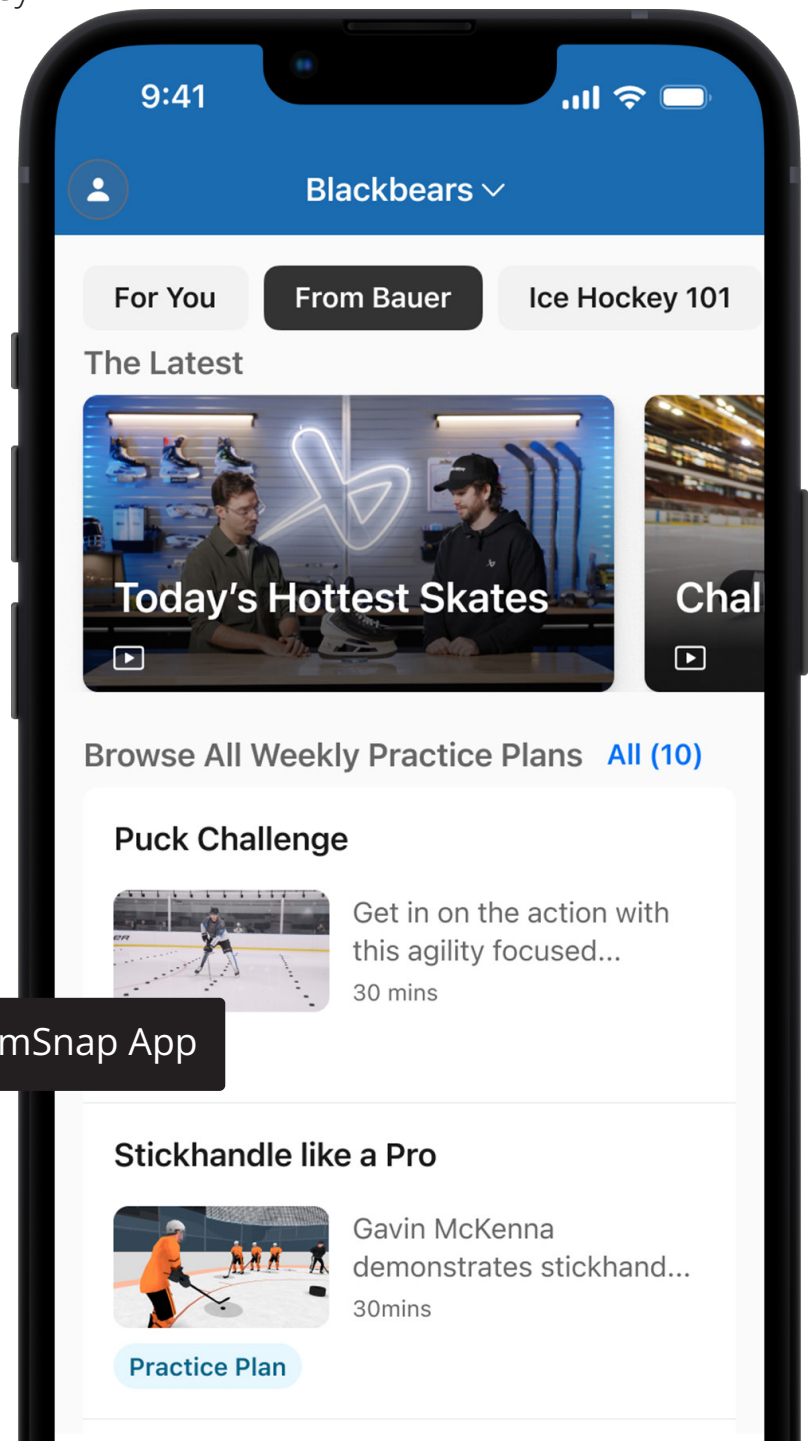 9:41
Blackbears
For You
From Bauer
Ice Hockey 101
The Latest
Today's Hottest Skates
Chal
Browse All Weekly Practice Plans All (10)
Puck Challenge
Get in on the action with
this agility focused...
30 mins
mSnap App
Stickhandle like a Pro
Gavin McKenna
demonstrates stickhand...
30mins
Practice Plan